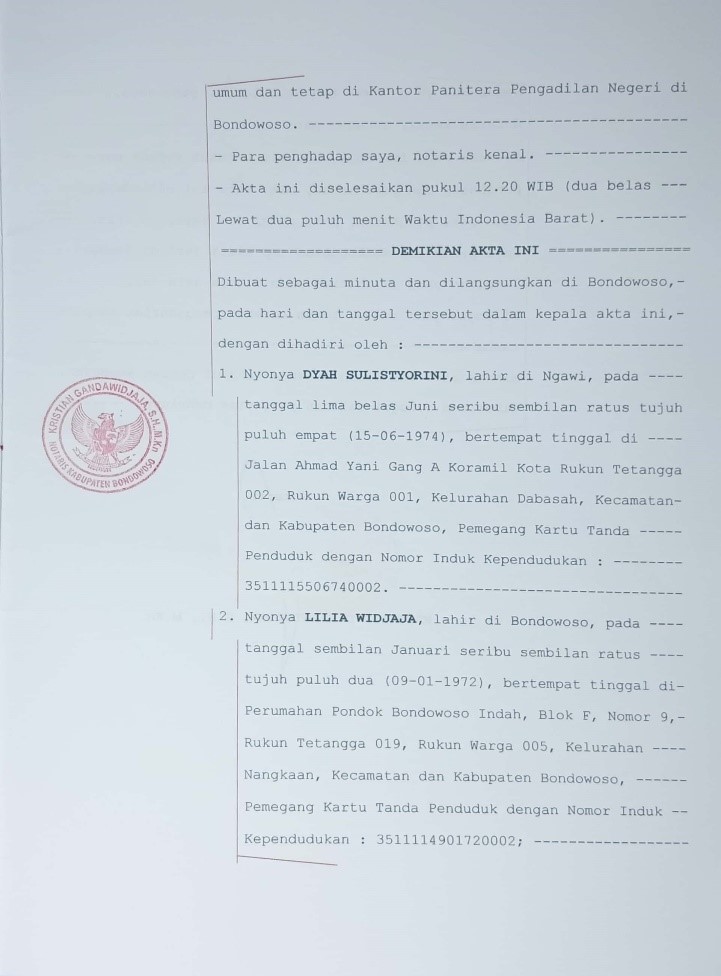 umum dan tetap di Kantor Panitera Pengadilan Negeri di
Bondowoso. -------------------------------------------
- Para penghadap saya, notaris kenal. ----------------
- Akta ini diselesaikan pukul 12.20 WIB (dua belas ---
Lewat dua puluh menit Waktu Indonesia Barat). --------
=================== DEMIKIAN AKTA INI ================
Dibuat sebagai minuta dan dilangsungkan di Bondowoso,-
pada hari dan tanggal tersebut dalam kepala akta ini,-
dengan dihadiri oleh : -------------------------------
1. Nyonya DYAH SULISTYORINI, lahir di Ngawi, pada ----
tanggal lima belas Juni seribu sembilan ratus tujuh
puluh empat (15-06-1974), bertempat tinggal di ----
Jalan Ahmad Yani Gang A Koramil Kota Rukun Tetangga
002, Rukun Warga 001, Kelurahan Dabasah, Kecamatan-
dan Kabupaten Bondowoso, Pemegang Kartu Tanda -----
Penduduk dengan Nomor Induk Kependudukan : --------
3511115506740002. ---------------------------------
2. Nyonya LILIA WIDJAJA, lahir di Bondowoso, pada ----
tanggal sembilan Januari seribu sembilan ratus ----
tujuh puluh dua (09-01-1972), bertempat tinggal di-
Perumahan Pondok Bondowoso Indah, Blok F, Nomor 9,-
Rukun Tetangga 019, Rukun Warga 005, Kelurahan ----
Nangkaan, Kecamatan dan Kabupaten Bondowoso, ------
Pemegang Kartu Tanda Penduduk dengan Nomor Induk --
Kependudukan : 3511114901720002; ------------------
KRISTIAN GANDAWIDJAJA, S.H.,M.Kn
NOTARIS KABUPATEN BONDOWOSO